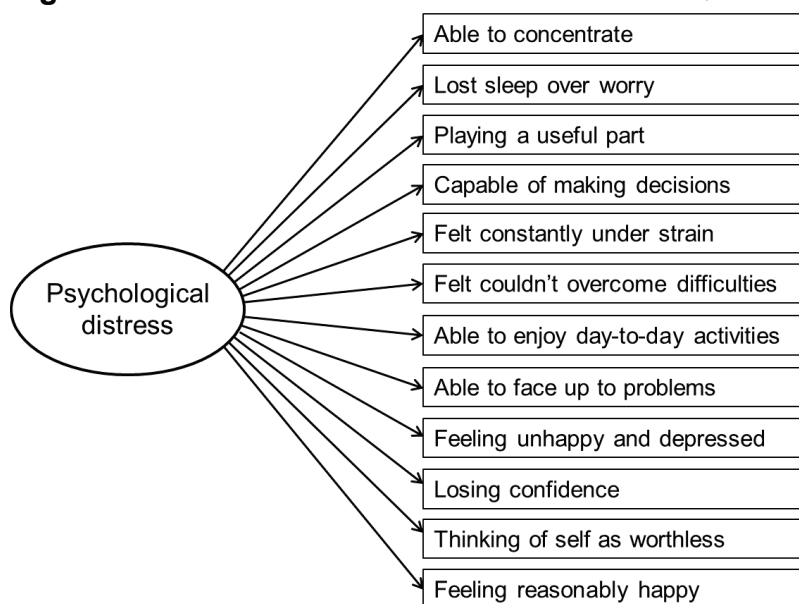 Psychological
distress
Able to concentrate
Lost sleep over worry
Playing a useful part
Capable of making decisions
Felt constantly under strain
Felt couldn’t overcome difficulties
Able to enjoy day-to-day activities
Able to face up to problems
Feeling unhappy and depressed
Losing confidence
Thinking of self as worthless
Feeling reasonably happy